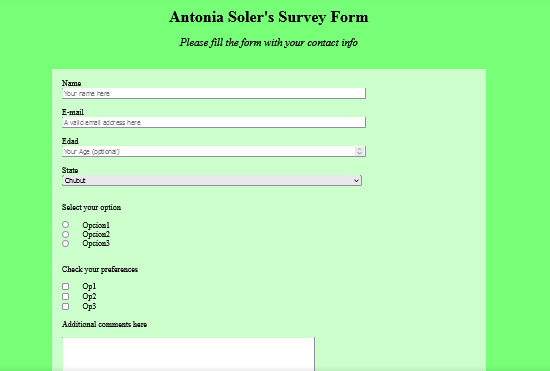 Antonia Soler's Survey Form
Please fill the form with your contact info
Name
Your name here
E-mail
A valid email address here
Edad
Your Age (optional)
State
Chubut
Select your option
Opcion1
Opcion2
Opcion3
Check your preferences
Op1
Op2
Op3
Additional comments here